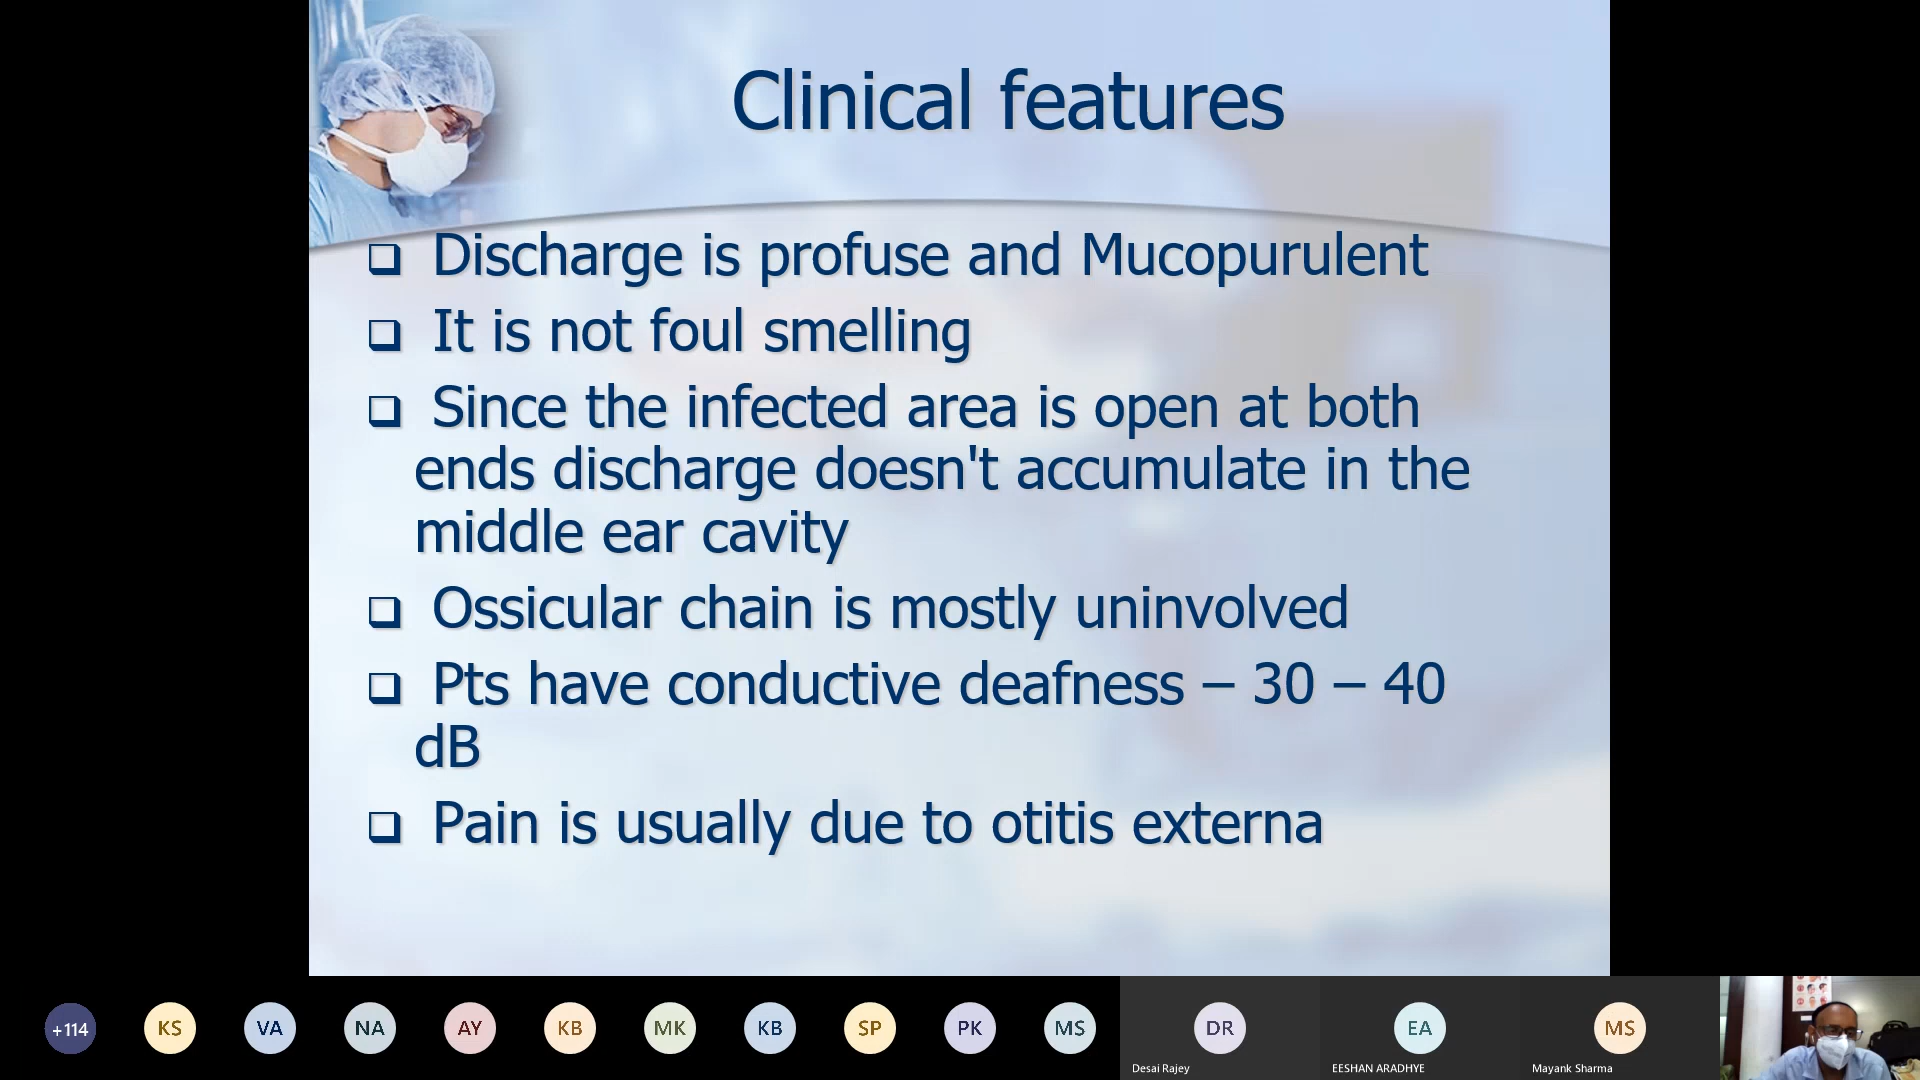 Clinical features
❑ Discharge is profuse and Mucopurulent
❑ It is not foul smelling
❑ Since the infected area is open at both
ends discharge doesn't accumulate in the
middle ear cavity
❑ Ossicular chain is mostly uninvolved
❑ Pts have conductive deafness – 30 – 40
dB
❑ Pain is usually due to otitis externa
+114 KS VA NA AY KB MK KB SP PK MS DR EA MS
Desai Rajey EESHAN ARADHYE Mayank Sharma